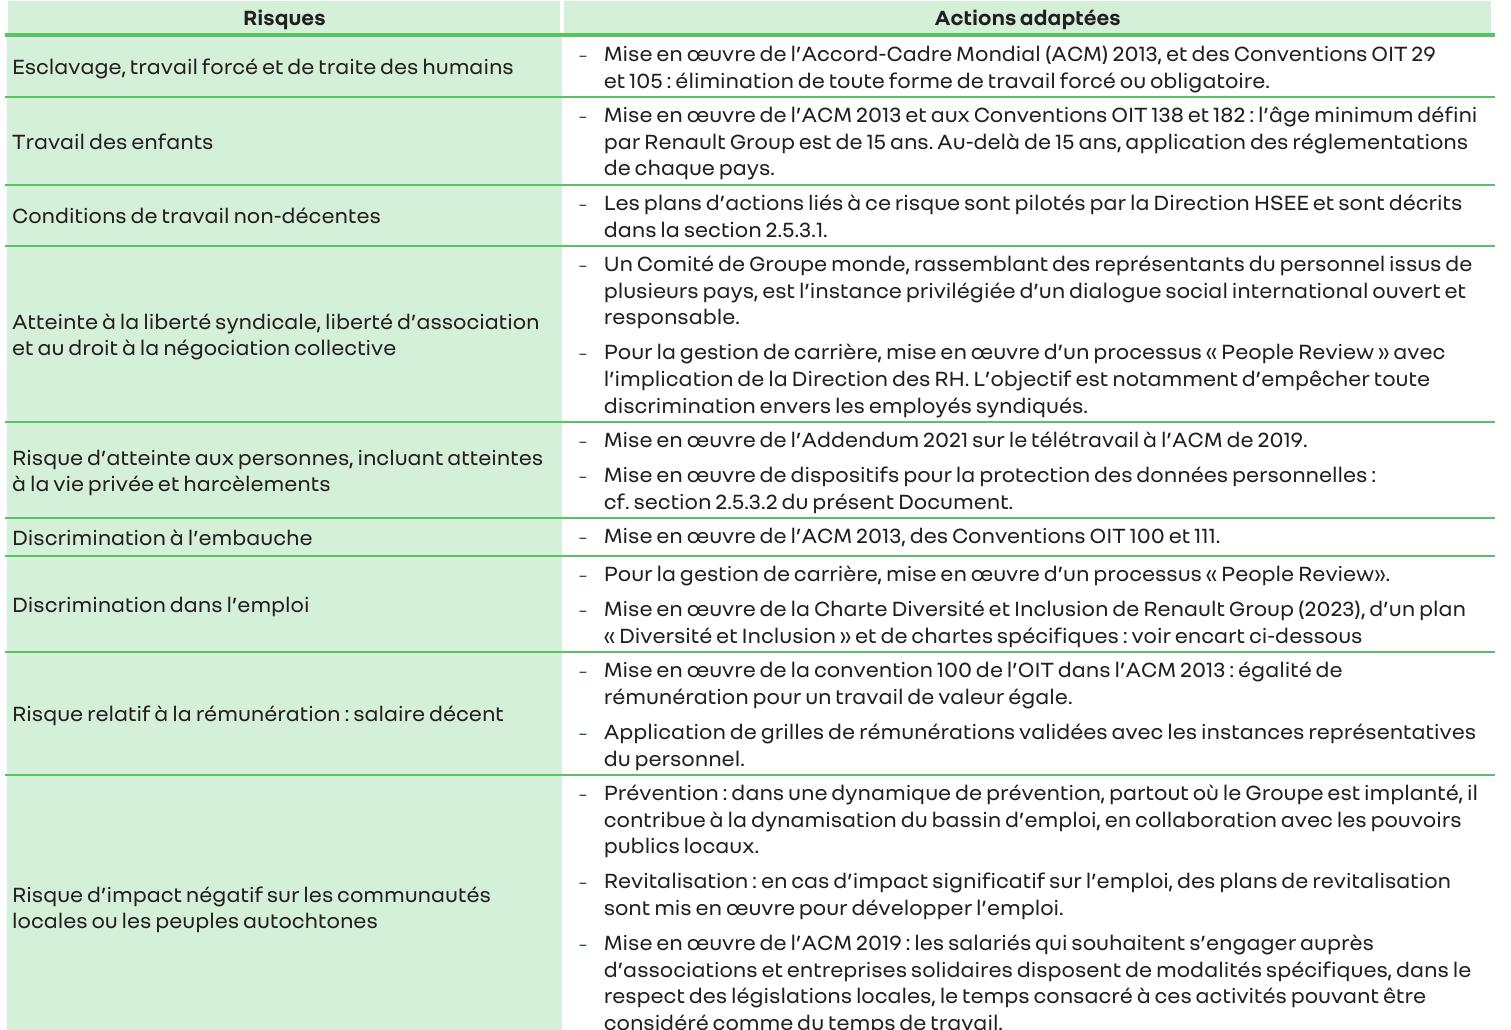 Risques
Actions adaptées
Esclavage, travail forcé et de traite des humains
- Mise en œuvre de l'Accord-Cadre Mondial (ACM) 2013, et des Conventions OIT 29
et 105 : élimination de toute forme de travail forcé ou obligatoire.
Travail des enfants
- Mise en œuvre de l'ACM 2013 et aux Conventions OIT 138 et 182 : l'âge minimum défini
par Renault Group est de 15 ans. Au-delà de 15 ans, application des réglementations
de chaque pays.
Conditions de travail non-décentes
- Les plans d'actions liés à ce risque sont pilotés par la Direction HSEE et sont décrits
dans la section 2.5.3.1.
Atteinte à la liberté syndicale, liberté d'association
et au droit à la négociation collective
- Un Comité de Groupe monde, rassemblant des représentants du personnel issus de
plusieurs pays, est l'instance privilégiée d'un dialogue social international ouvert et
responsable.
- Pour la gestion de carrière, mise en œuvre d'un processus « People Review » avec
l'implication de la Direction des RH. L'objectif est notamment d'empêcher toute
discrimination envers les employés syndiqués.
Risque d'atteinte aux personnes, incluant atteintes
à la vie privée et harcèlements
- Mise en œuvre de l'Addendum 2021 sur le télétravail à l'ACM de 2019.
- Mise en œuvre de dispositifs pour la protection des données personnelles :
cf. section 2.5.3.2 du présent Document.
Discrimination à l'embauche
- Mise en œuvre de l'ACM 2013, des Conventions OIT 100 et 111.
Discrimination dans l'emploi
- Pour la gestion de carrière, mise en œuvre d'un processus « People Review».
- Mise en œuvre de la Charte Diversité et Inclusion de Renault Group (2023), d'un plan
« Diversité et Inclusion » et de chartes spécifiques : voir encart ci-dessous
Risque relatif à la rémunération : salaire décent
- Mise en œuvre de la convention 100 de l'OIT dans l'ACM 2013 : égalité de
rémunération pour un travail de valeur égale.
- Application de grilles de rémunérations validées avec les instances représentatives
du personnel.
Risque d'impact négatif sur les communautés
locales ou les peuples autochtones
- Prévention : dans une dynamique de prévention, partout où le Groupe est implanté, il
contribue à la dynamisation du bassin d'emploi, en collaboration avec les pouvoirs
publics locaux.
- Revitalisation : en cas d'impact significatif sur l'emploi, des plans de revitalisation
sont mis en œuvre pour développer l'emploi.
- Mise en œuvre de l'ACM 2019 : les salariés qui souhaitent s'engager auprès
d'associations et entreprises solidaires disposent de modalités spécifiques, dans le
respect des législations locales, le temps consacré à ces activités pouvant être
considéré comme du temps de travail.